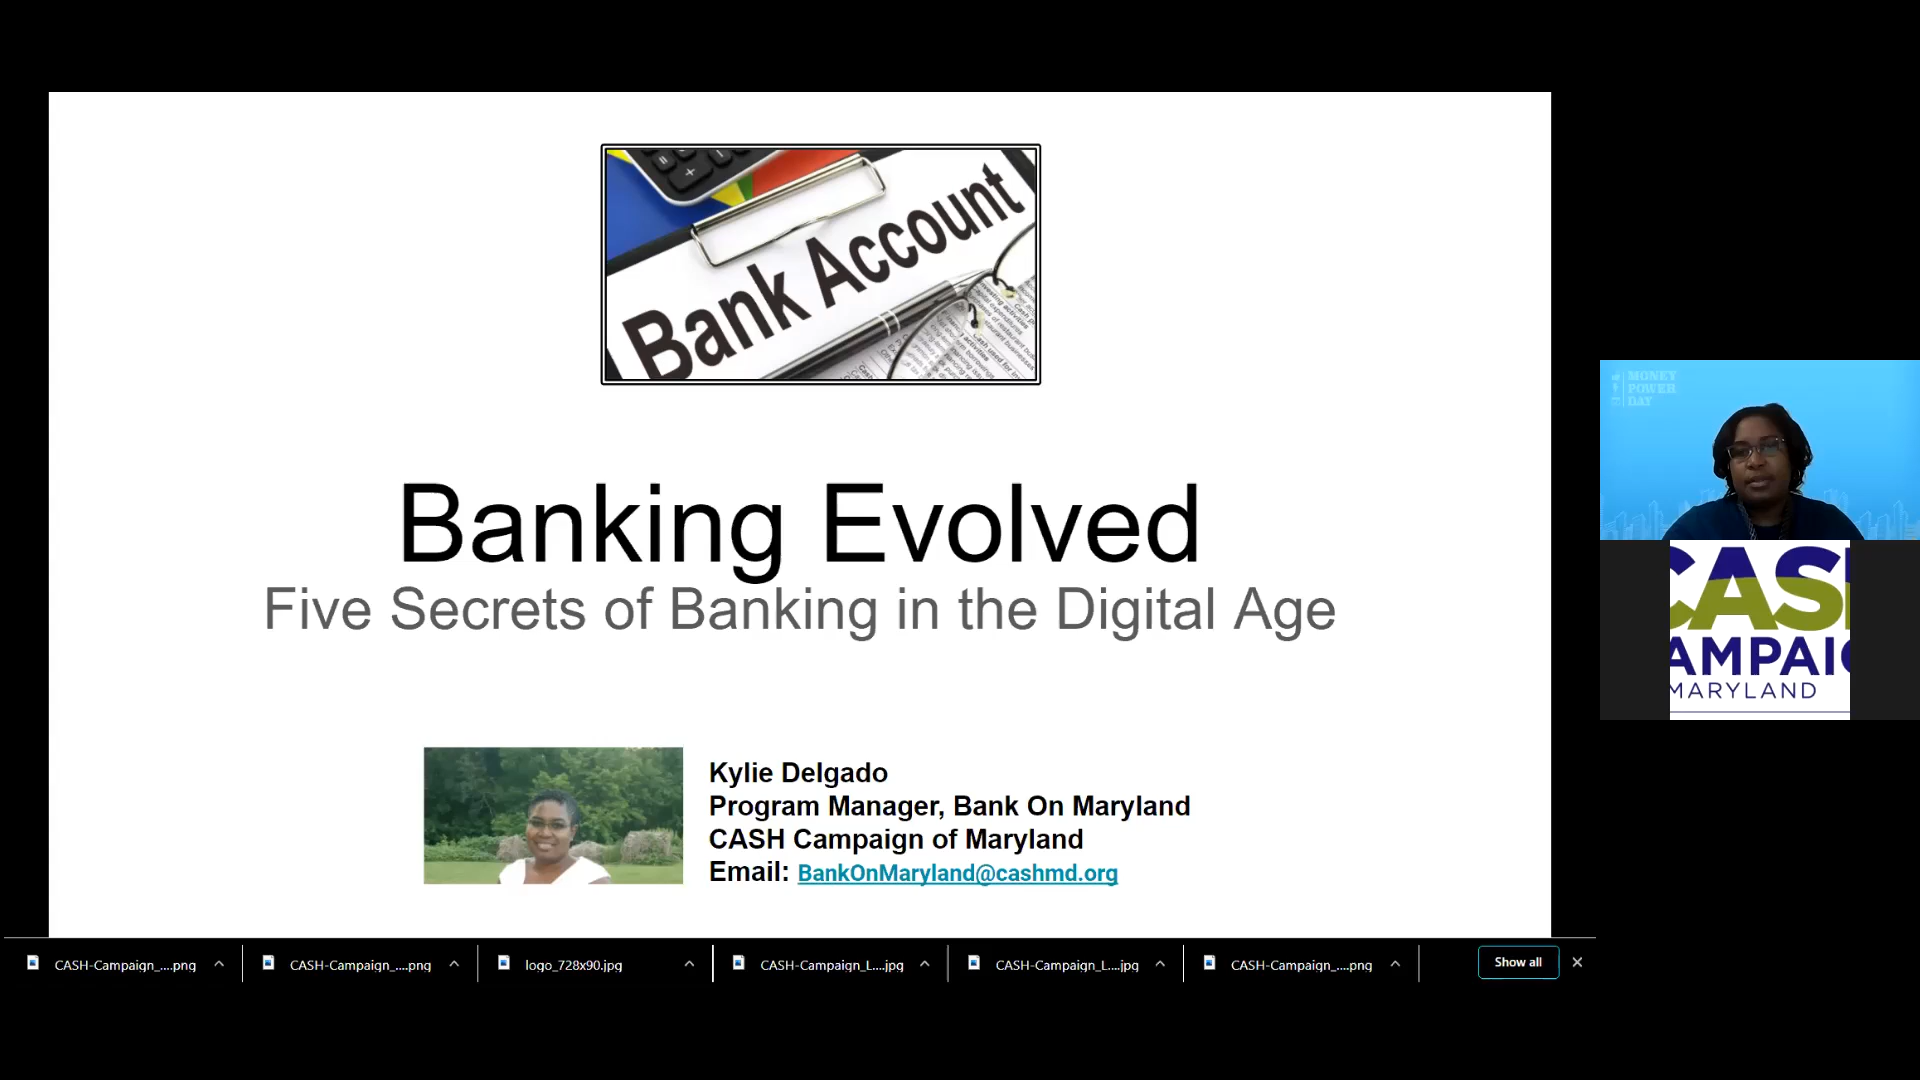 Bank Account
Banking Evolved
Five Secrets of Banking in the Digital Age
Kylie Delgado
Program Manager, Bank On Maryland
CASH Campaign of Maryland
Email: BankOnMaryland@cashmd.org
MONEY
POWER
DAY
CAS
AMPAIG
MARYLAND
CASH-Campaign_....png
CASH-Campaign_....png
logo_728x90.jpg
CASH-Campaign_L....jpg
CASH-Campaign_L....jpg
CASH-Campaign_....png
Show all